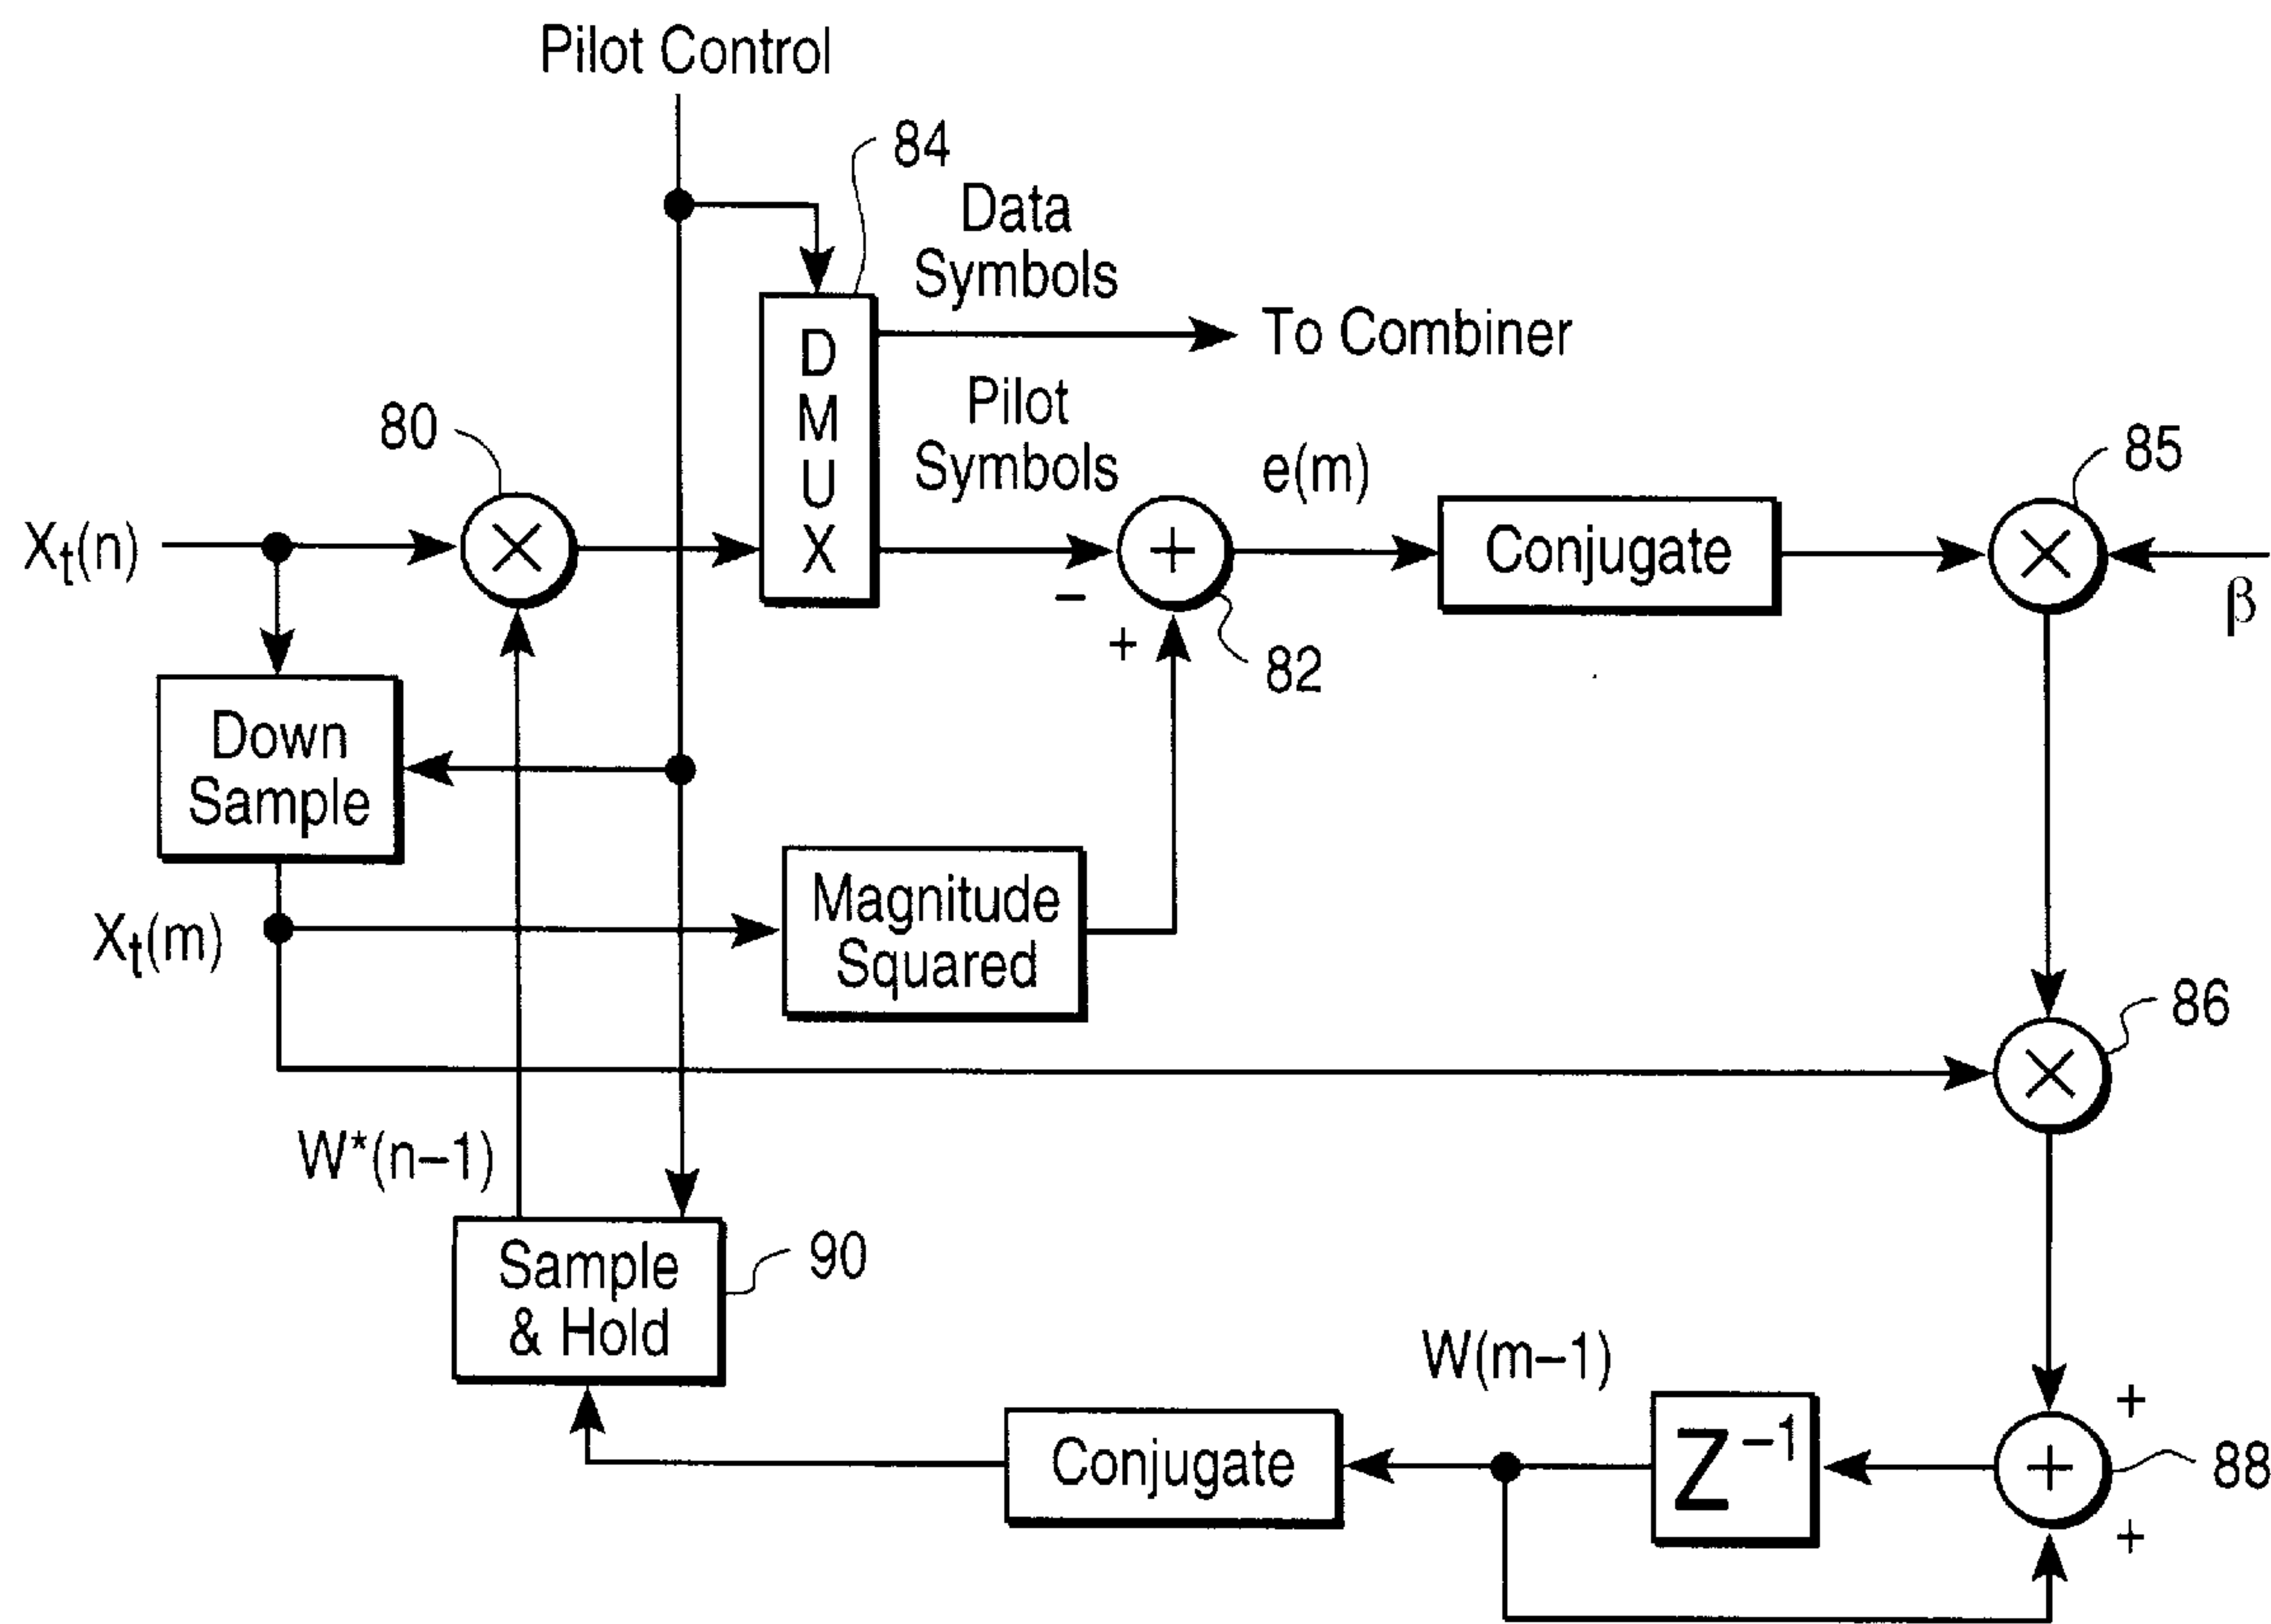 Pilot Control
84
Data
Symbols
To Combiner
D
M
U
X
Pilot
Symbols
80
e(m)
85
Xt(n)
×
+
Conjugate
×
β
−
+
82
Down
Sample
Magnitude
Squared
Xt(m)
86
×
W*(n−1)
Sample
& Hold
90
W(m−1)
+
Conjugate
Z−1
+
88
+